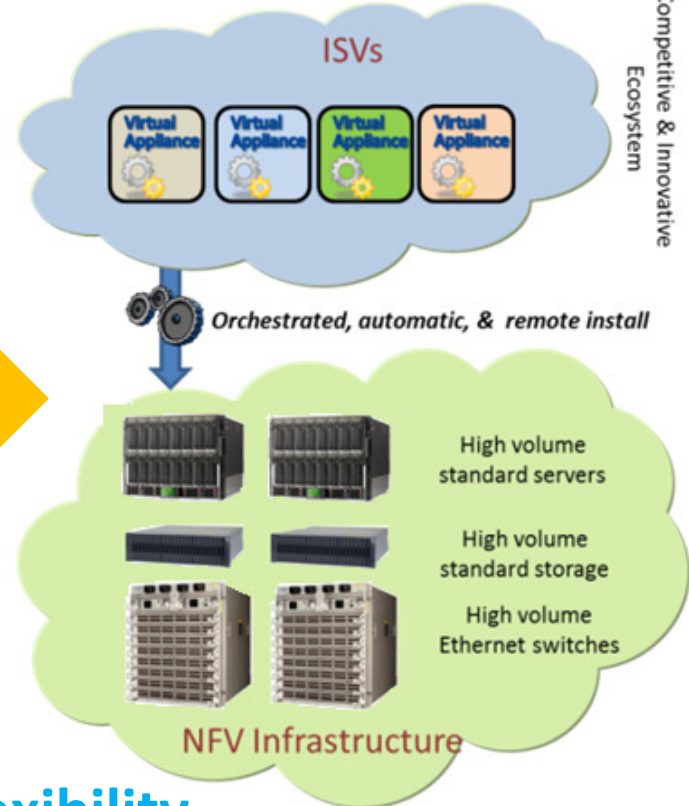 ISVs
Competitive & Innovative
Ecosystem
Virtual
Appliance
Virtual
Appliance
Virtual
Appliance
Virtual
Appliance
Orchestrated, automatic, & remote install
High volume
standard servers
High volume
standard storage
High volume
Ethernet switches
NFV Infrastructure